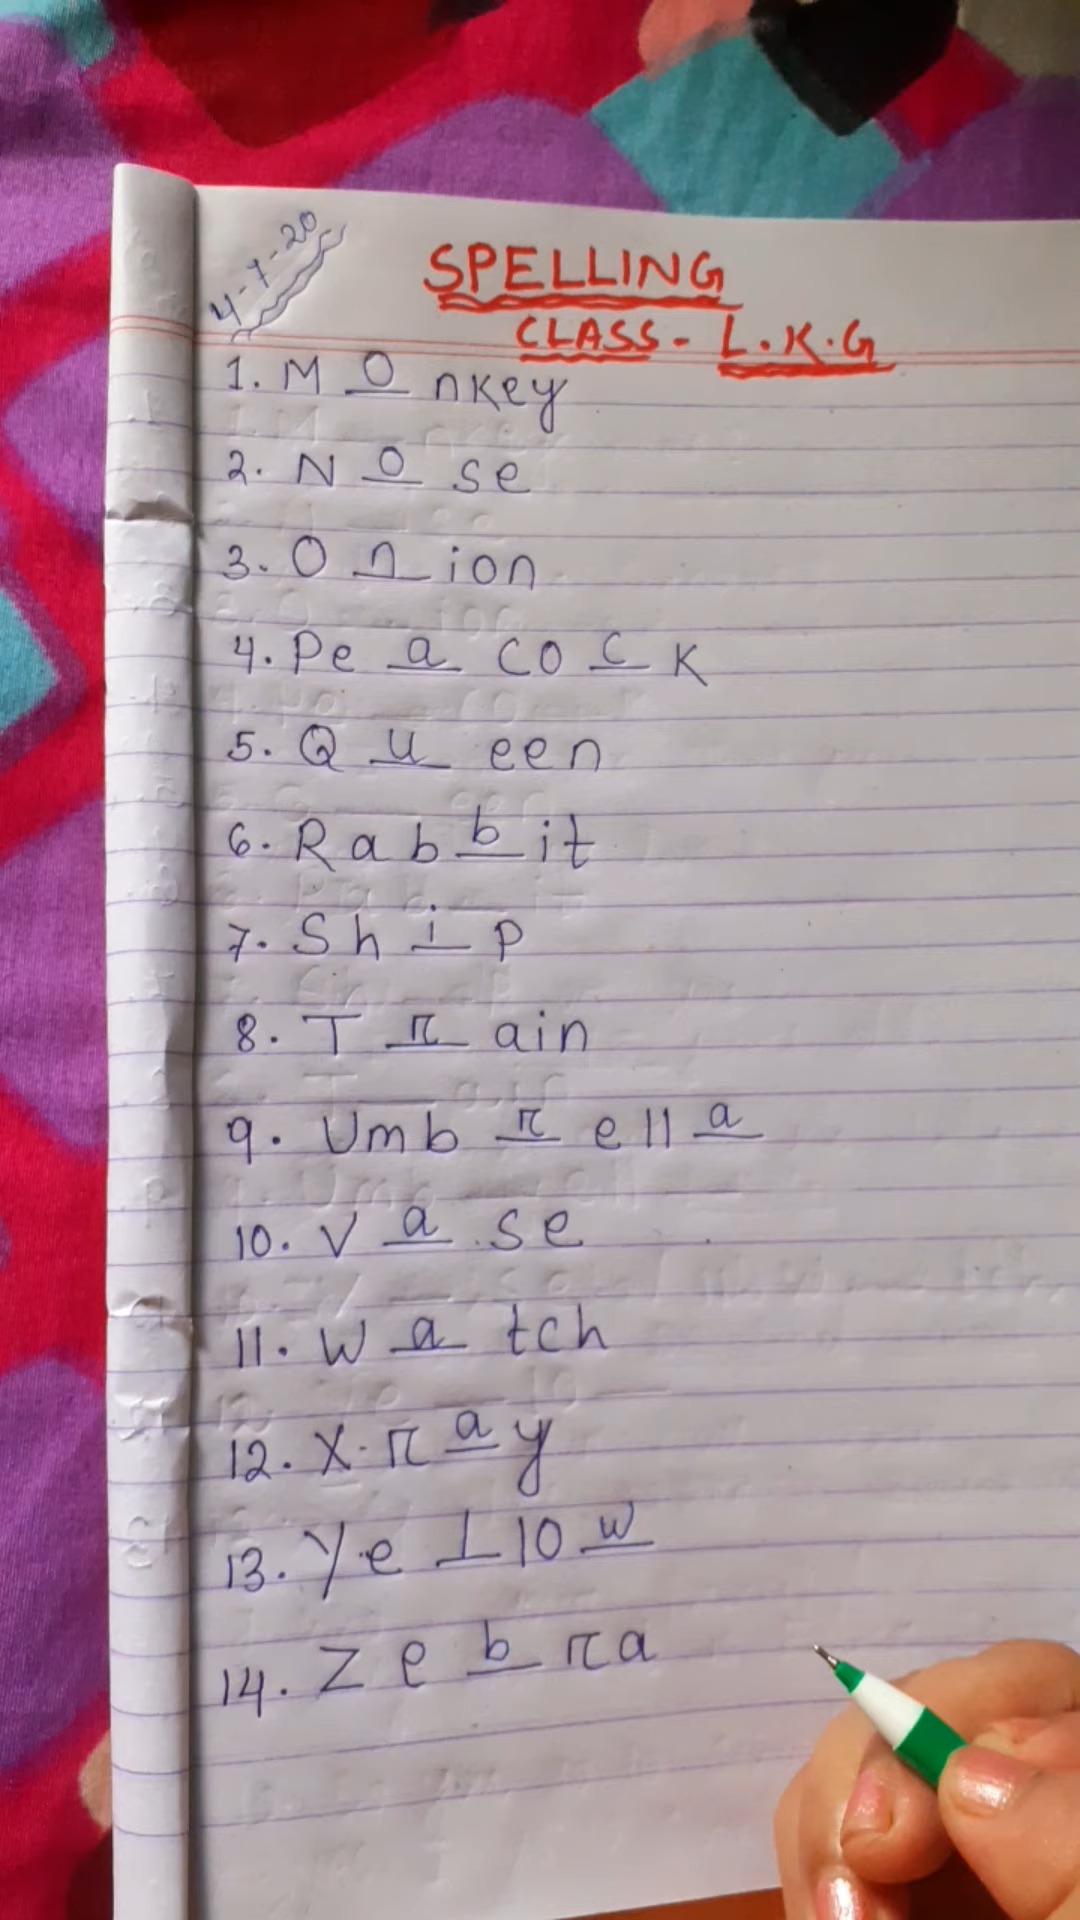 4-7-20
SPELLING
CLASS - L.K.G
1. M o nkey
2. N o se
3. O n ion
4. Pe a co c k
5. Q u een
6. Rab b it
7. Sh i p
8. T r ain
9. Umb r ella
10. V a se
11. W a tch
12. X-r a y
13. Ye l lo w
14. Ze b ra